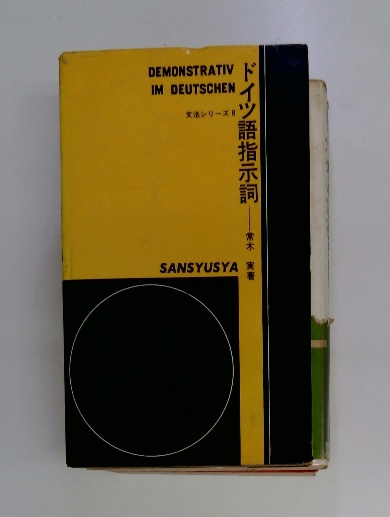 DEMONSTRATIV
IM DEUTSCHEN
文法シリーズ 8
ドイツ語指示詞
常木 実 著
SANSYUSYA